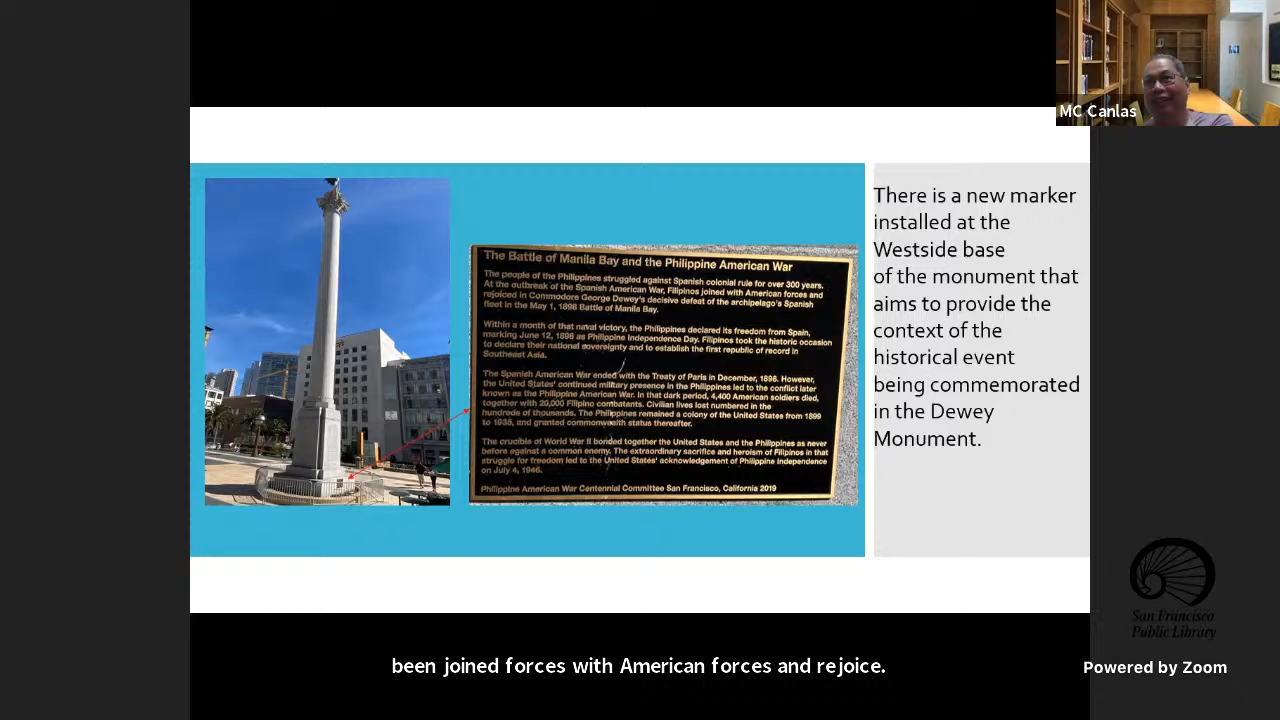 MC Canlas
The Battle of Manila Bay and the Philippine American War
The people of the Philippines struggled against Spanish colonial rule for over 300 years.
At the outbreak of the Spanish American War, Filipinos joined with American forces and
rejoiced in Commodore George Dewey's decisive defeat of the archipelago's Spanish
fleet in the May 1, 1898 Battle of Manila Bay.
Within a month of that naval victory, the Philippines declared its freedom from Spain,
marking June 12, 1898 as Philippine Independence Day. Filipinos took the historic occasion
to declare their national sovereignty and to establish the first republic of record in
Southeast Asia.
The Spanish American War ended with the Treaty of Paris in December, 1898. However,
the United States' continued military presence in the Philippines led to the conflict later
known as the Philippine American War. In that dark period, 4,400 American soldiers died,
together with 20,000 Filipino combatants. Civilian lives lost numbered in the
hundreds of thousands. The Philippines remained a colony of the United States from 1899
to 1935, and granted commonwealth status thereafter.
The crucible of World War II bonded together the United States and the Philippines as never
before against a common enemy. The extraordinary sacrifice and heroism of Filipinos in that
struggle for freedom led to the United States' acknowledgement of Philippine Independence
on July 4, 1946.
Philippine American War Centennial Committee San Francisco, California 2019
There is a new marker
installed at the
Westside base
of the monument that
aims to provide the
context of the
historical event
being commemorated
in the Dewey
Monument.
San Francisco
Public Library
been joined forces with American forces and rejoice.
Powered by Zoom